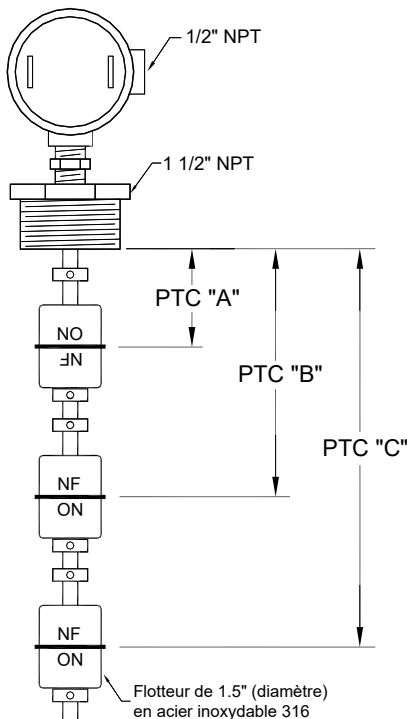 1/2" NPT
1 1/2" NPT
PTC "A"
ON
NF
PTC "B"
PTC "C"
NF
ON
NF
ON
Flotteur de 1.5" (diamètre)
en acier inoxydable 316